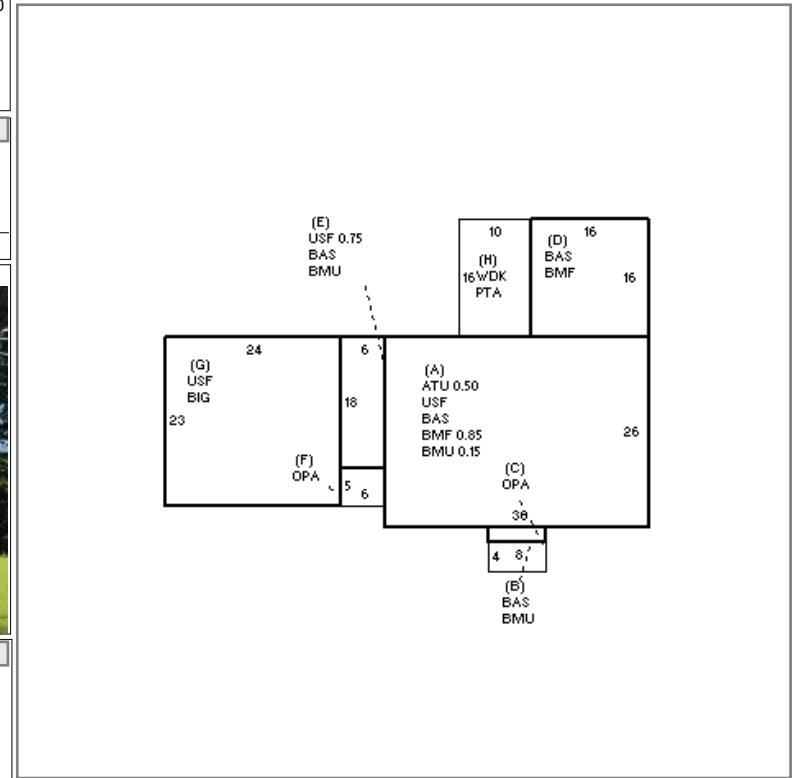 (E)
USF 0.75
BAS
BMU
10
(H)
16 WDK
PTA
16
(D)
BAS
BMF
16
24
(G)
USF
BIG
23
6
18
(A)
ATU 0.50
USF
BAS
BMF 0.85
BMU 0.15
26
(F)
OPA
5
6
(C)
OPA
36
4
8
(B)
BAS
BMU